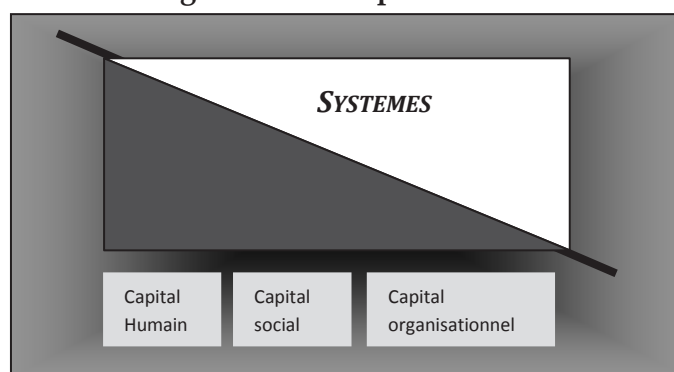 SYSTEMES
Capital
Humain
Capital
social
Capital
organisationnel